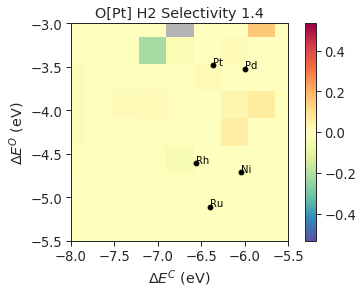 O[Pt] H2 Selectivity 1.4
−3.0
−3.5
−4.0
−4.5
−5.0
−5.5
ΔE^O (eV)
Pt
Pd
Rh
Ni
Ru
0.4
0.2
0.0
−0.2
−0.4
−8.0 −7.5 −7.0 −6.5 −6.0 −5.5
ΔE^C (eV)